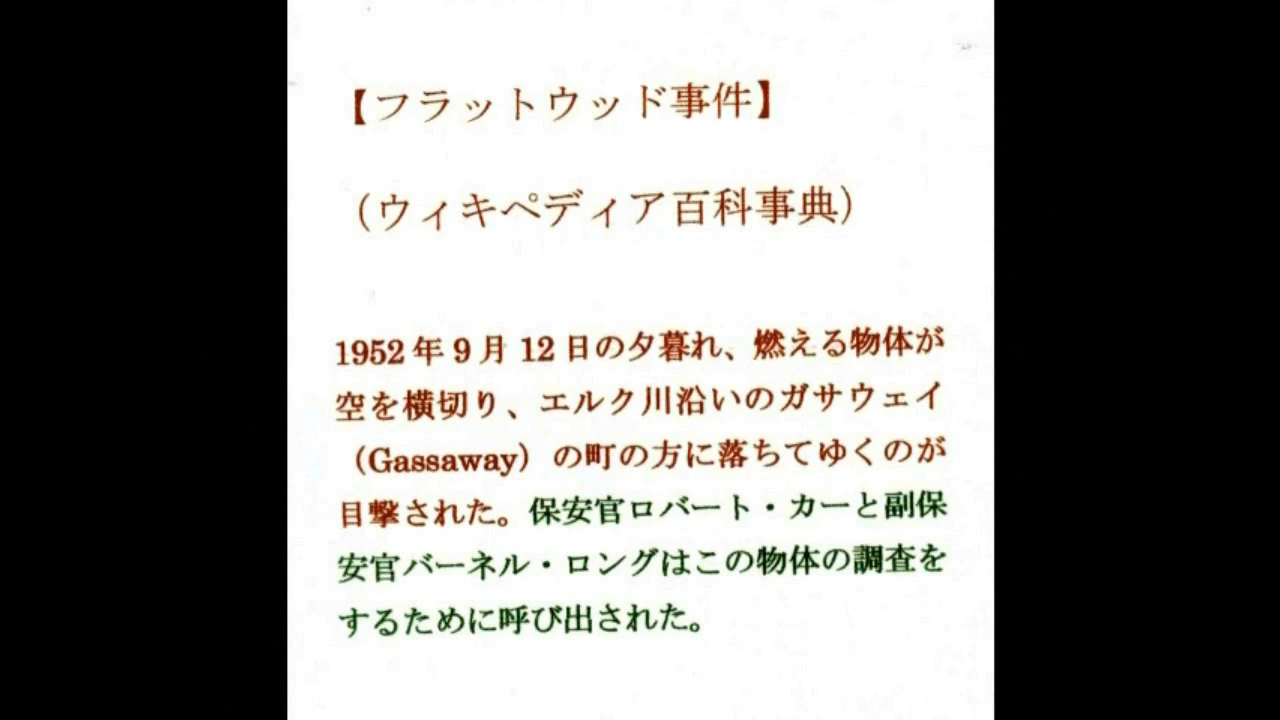 【フラットウッド事件】
（ウィキペディア百科事典）
1952年9月12日の夕暮れ、燃える物体が
空を横切り、エルク川沿いのガサウェイ
（Gassaway）の町の方に落ちてゆくのが
目撃された。保安官ロバート・カーと副保
安官バーネル・ロングはこの物体の調査を
するために呼び出された。